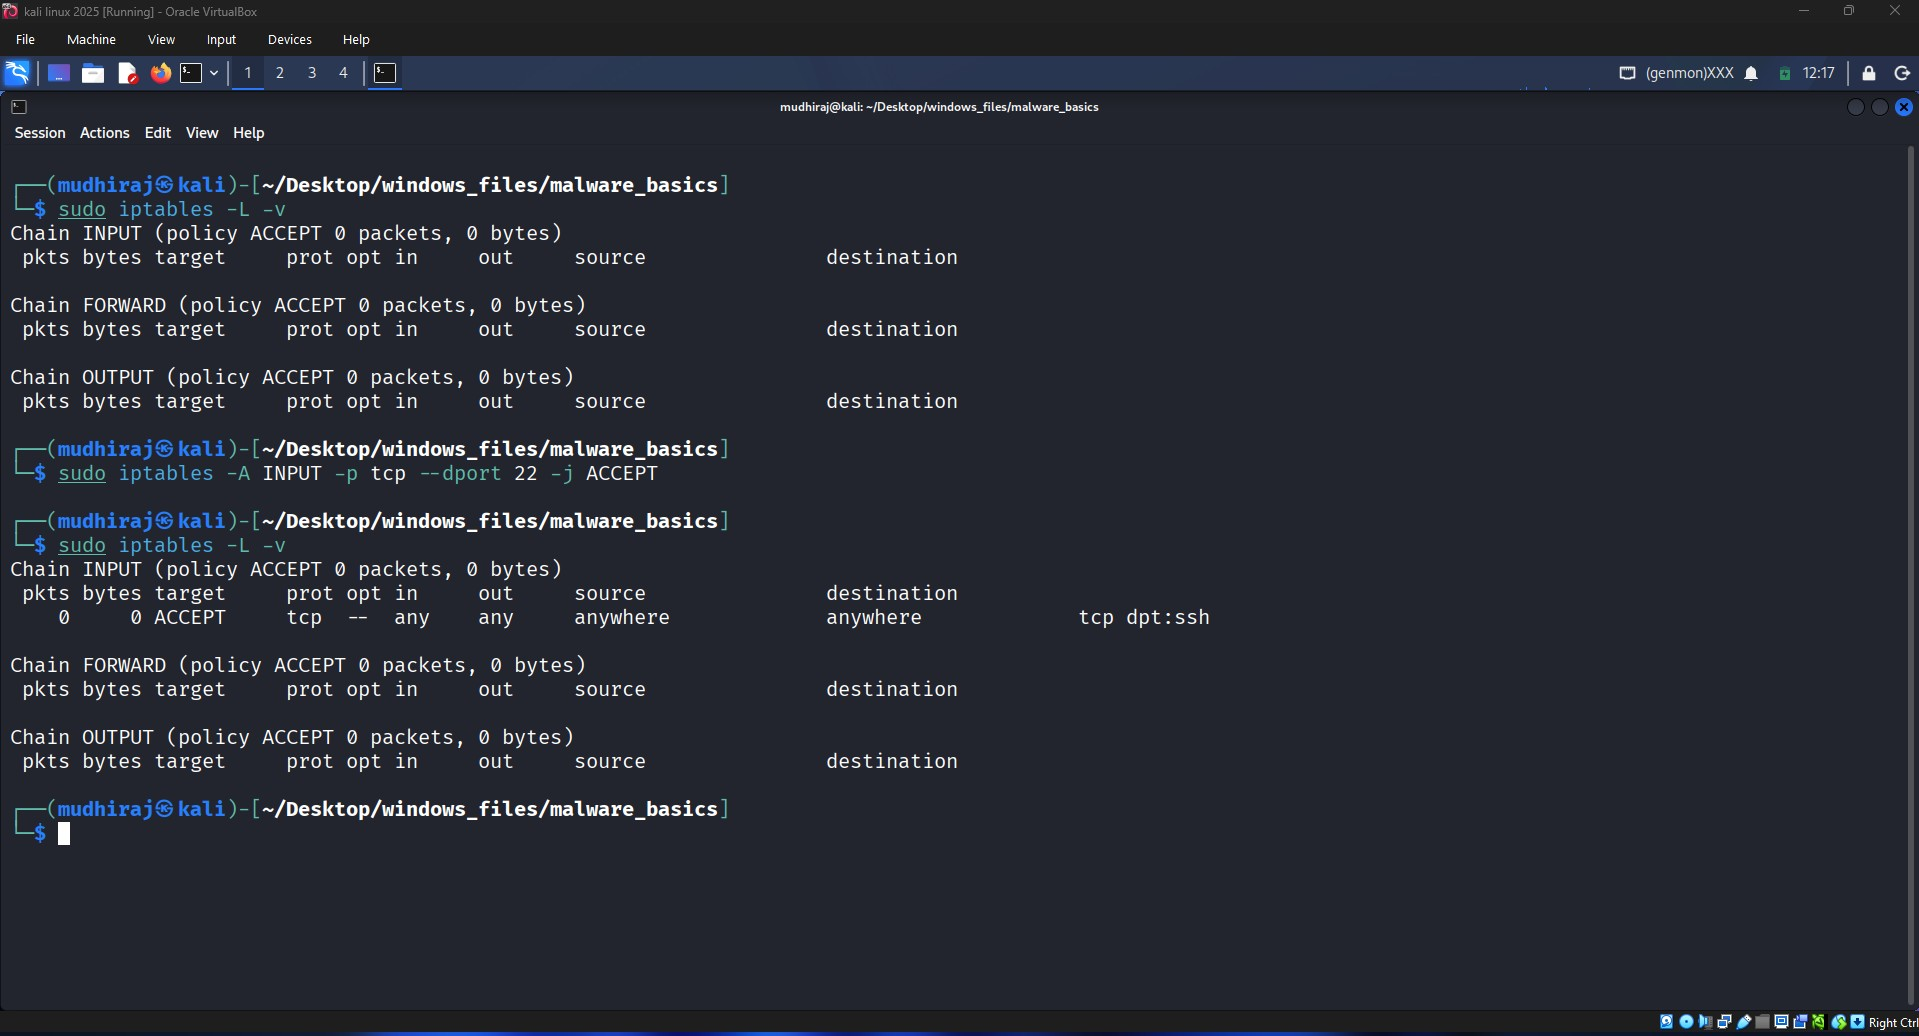 kali linux 2025 [Running] - Oracle VirtualBox
File Machine View Input Devices Help
1 2 3 4 (genmon)XXX 12:17
mudhiraj@kali: ~/Desktop/windows_files/malware_basics
Session Actions Edit View Help
┌──(mudhiraj㉿kali)-[~/Desktop/windows_files/malware_basics]
└─$ sudo iptables -L -v
Chain INPUT (policy ACCEPT 0 packets, 0 bytes)
 pkts bytes target     prot opt in     out     source               destination
Chain FORWARD (policy ACCEPT 0 packets, 0 bytes)
 pkts bytes target     prot opt in     out     source               destination
Chain OUTPUT (policy ACCEPT 0 packets, 0 bytes)
 pkts bytes target     prot opt in     out     source               destination
┌──(mudhiraj㉿kali)-[~/Desktop/windows_files/malware_basics]
└─$ sudo iptables -A INPUT -p tcp --dport 22 -j ACCEPT
┌──(mudhiraj㉿kali)-[~/Desktop/windows_files/malware_basics]
└─$ sudo iptables -L -v
Chain INPUT (policy ACCEPT 0 packets, 0 bytes)
 pkts bytes target     prot opt in     out     source               destination
    0     0 ACCEPT     tcp  --  any    any     anywhere             anywhere             tcp dpt:ssh
Chain FORWARD (policy ACCEPT 0 packets, 0 bytes)
 pkts bytes target     prot opt in     out     source               destination
Chain OUTPUT (policy ACCEPT 0 packets, 0 bytes)
 pkts bytes target     prot opt in     out     source               destination
┌──(mudhiraj㉿kali)-[~/Desktop/windows_files/malware_basics]
└─$
Right Ctrl